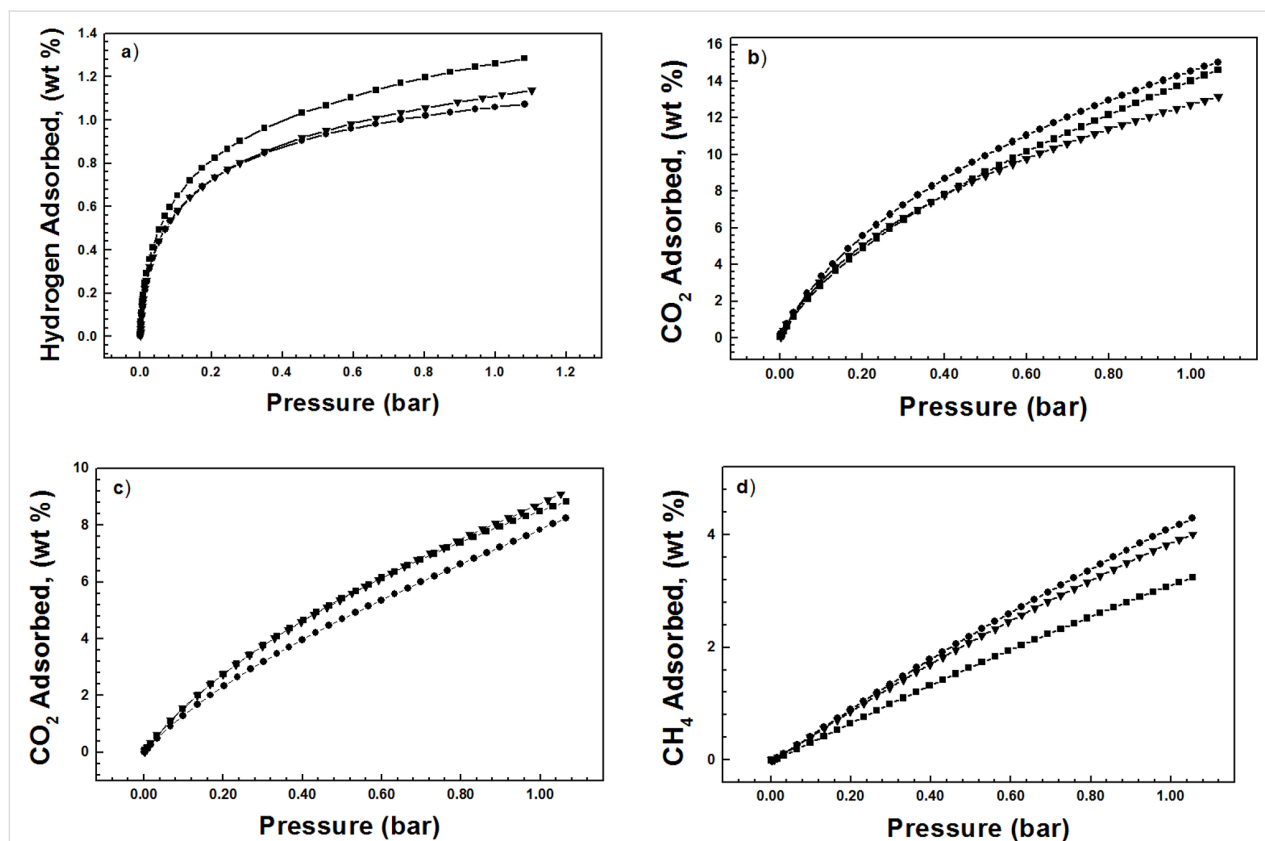 a)
1.4
1.2
1.0
0.8
0.6
0.4
0.2
0.0
Hydrogen Adsorbed, (wt %)
0.0 0.2 0.4 0.6 0.8 1.0 1.2
Pressure (bar)
b)
16
14
12
10
8
6
4
2
0
CO2 Adsorbed, (wt %)
0.00 0.20 0.40 0.60 0.80 1.00
Pressure (bar)
c)
10
8
6
4
2
0
CO2 Adsorbed, (wt %)
0.00 0.20 0.40 0.60 0.80 1.00
Pressure (bar)
d)
4
2
0
CH4 Adsorbed, (wt %)
0.00 0.20 0.40 0.60 0.80 1.00
Pressure (bar)